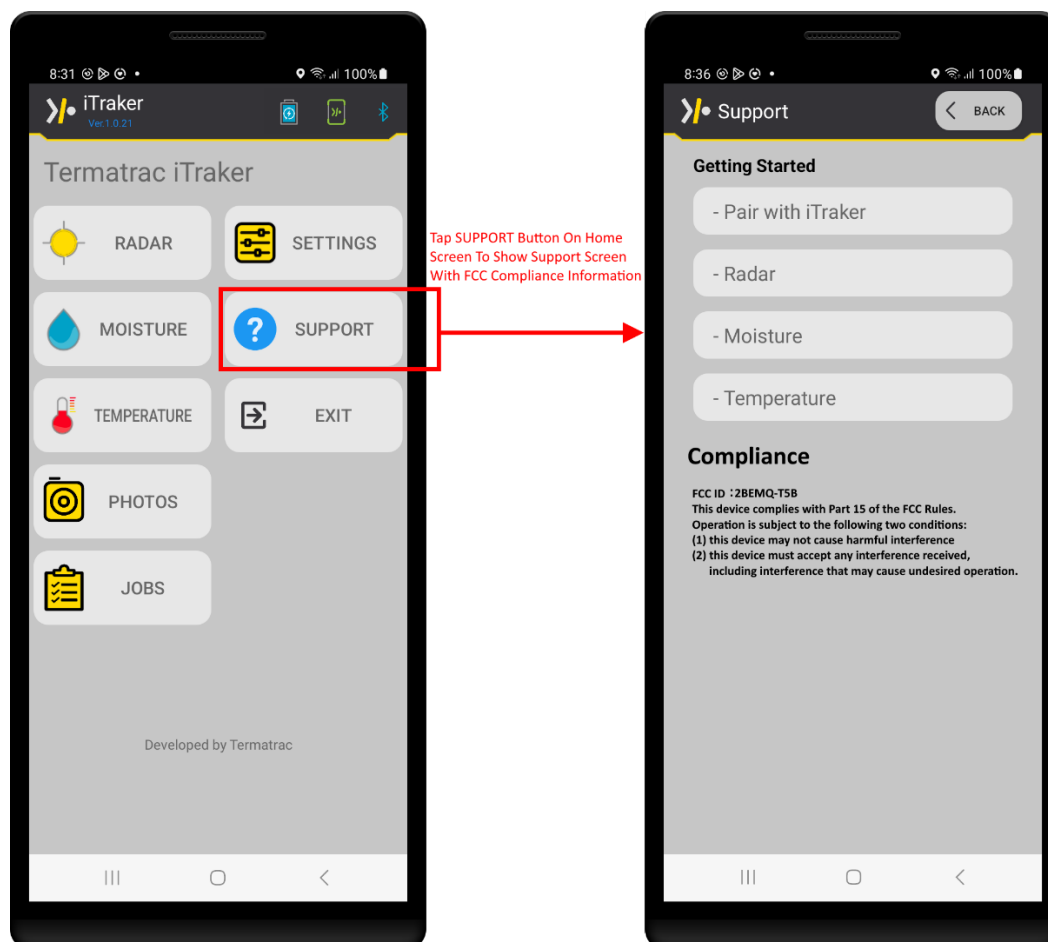 8:31
100%
iTraker
Ver.1.0.21
Termatrac iTraker
RADAR
SETTINGS
MOISTURE
SUPPORT
TEMPERATURE
EXIT
PHOTOS
JOBS
Developed by Termatrac
Tap SUPPORT Button On Home
Screen To Show Support Screen
With FCC Compliance Information
8:36
100%
Support
BACK
Getting Started
- Pair with iTraker
- Radar
- Moisture
- Temperature
Compliance
FCC ID :2BEMQ-T5B
This device complies with Part 15 of the FCC Rules.
Operation is subject to the following two conditions:
(1) this device may not cause harmful interference
(2) this device must accept any interference received,
including interference that may cause undesired operation.